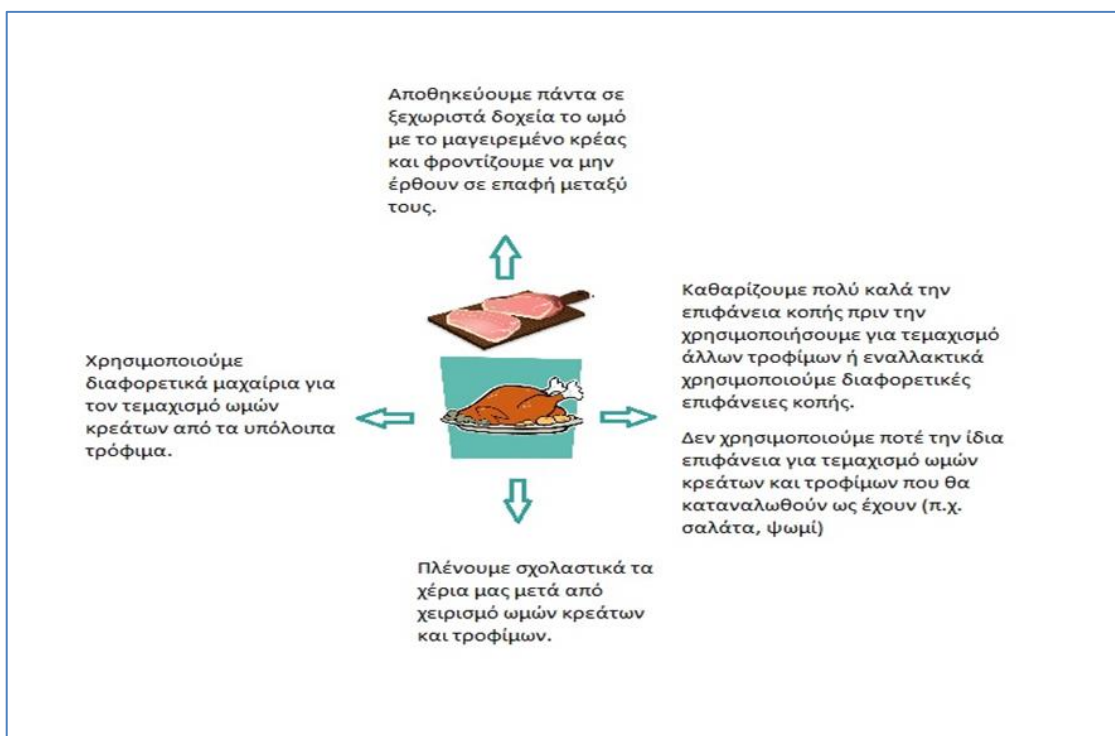 Αποθηκεύουμε πάντα σε
ξεχωριστά δοχεία το ωμό
με το μαγειρεμένο κρέας
και φροντίζουμε να μην
έρθουν σε επαφή μεταξύ
τους.
Χρησιμοποιούμε
διαφορετικά μαχαίρια για
τον τεμαχισμό ωμών
κρεάτων από τα υπόλοιπα
τρόφιμα.
Καθαρίζουμε πολύ καλά την
επιφάνεια κοπής πριν την
χρησιμοποιήσουμε για τεμαχισμό
άλλων τροφίμων ή εναλλακτικά
χρησιμοποιούμε διαφορετικές
επιφάνειες κοπής.
Δεν χρησιμοποιούμε ποτέ την ίδια
επιφάνεια για τεμαχισμό ωμών
κρεάτων και τροφίμων που θα
καταναλωθούν ως έχουν (π.χ.
σαλάτα, ψωμί)
Πλένουμε σχολαστικά τα
χέρια μας μετά από
χειρισμό ωμών κρεάτων
και τροφίμων.